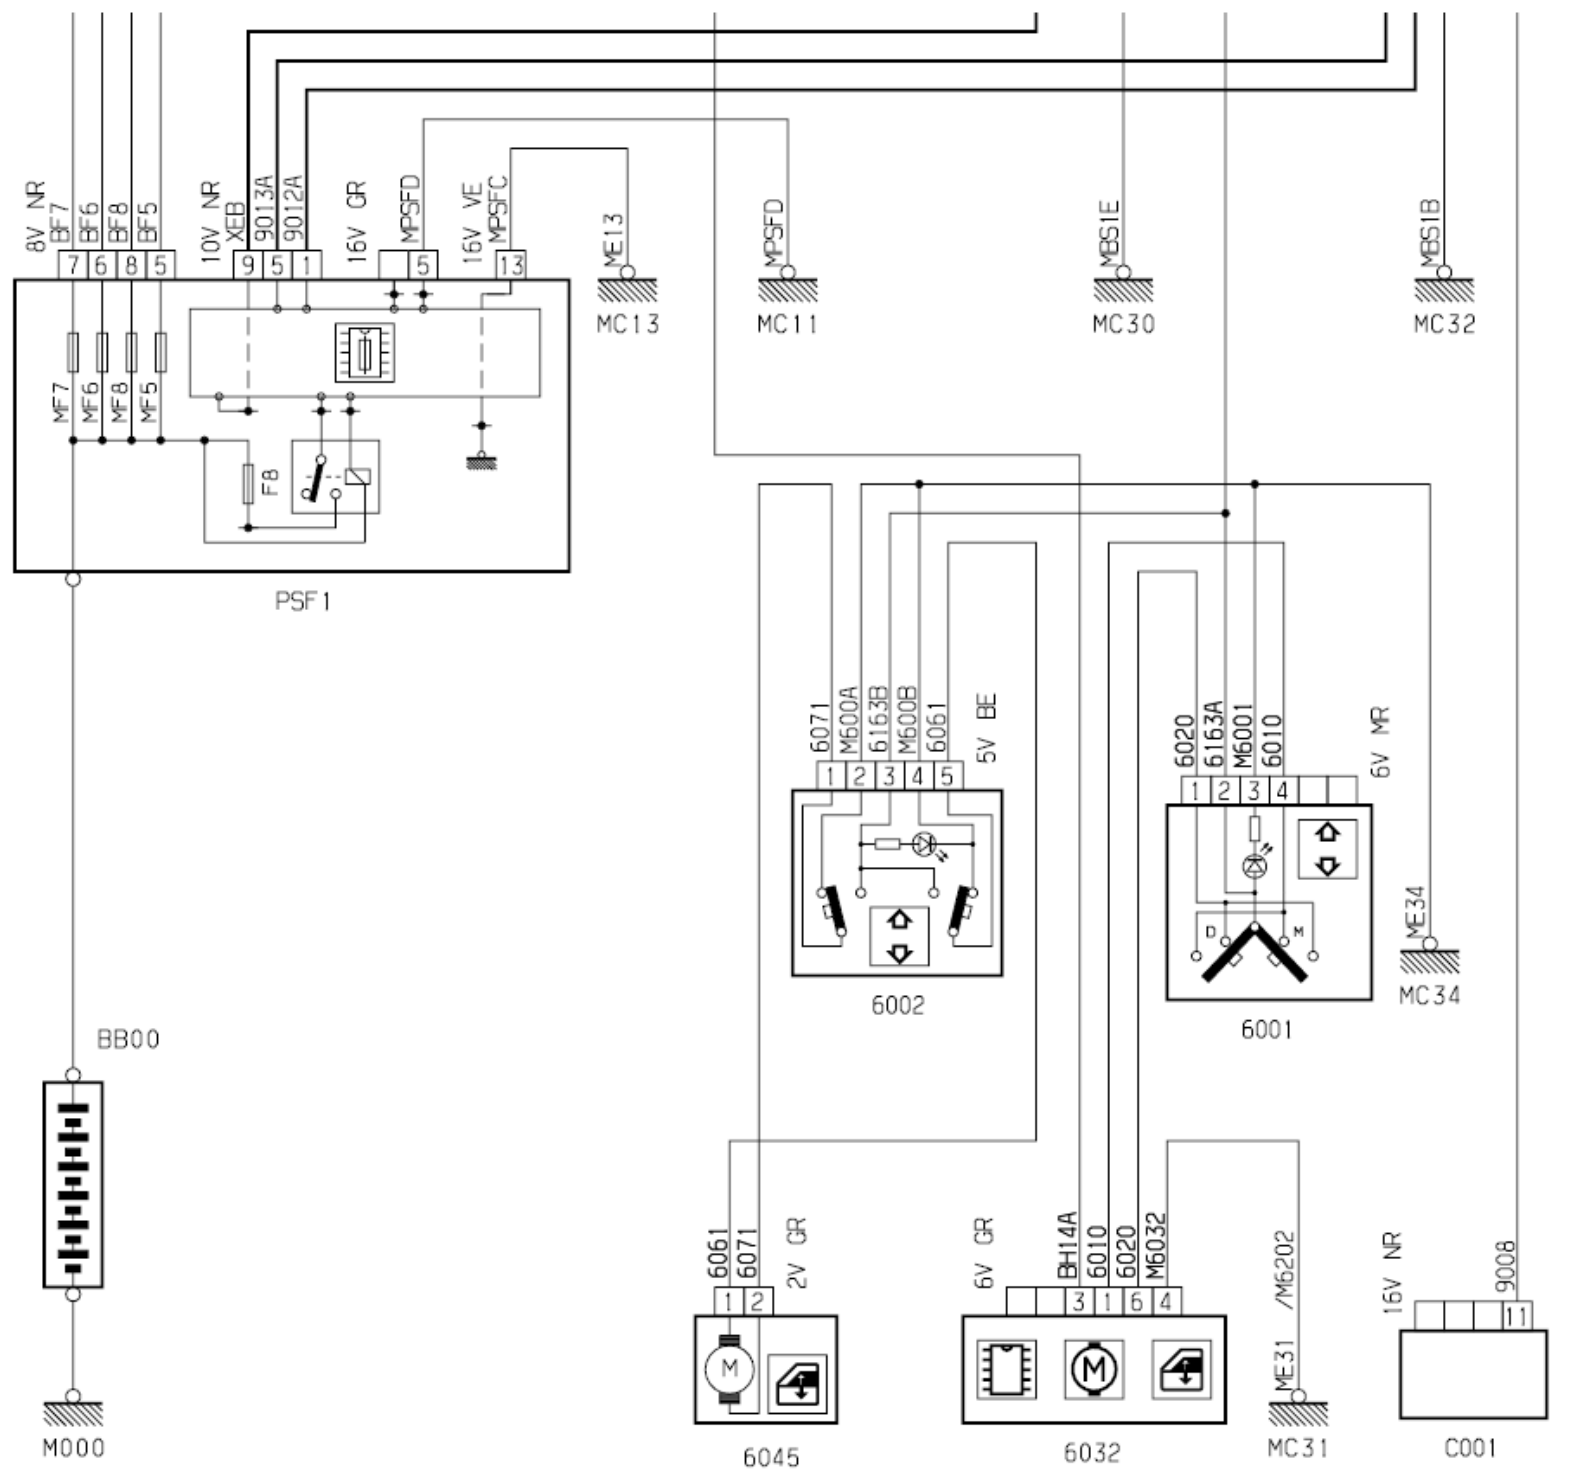 8V NR
BF7
BF6
BF8
BF5
10V NR
XEB
9013A
9012A
16V GR
MPSFD
16V VE
MPSFC
ME13
MPSFD
MBS1E
MBS1B
7 6 8 5
9 5 1
5
13
MC13
MC11
MC30
MC32
MF7
MF6
MF8
MF5
F8
PSF1
6071
M600A
6163B
M600B
6061
5V BE
6020
6163A
M6001
6010
6V MR
1 2 3 4 5
1 2 3 4
D
M
ME34
MC34
6002
6001
BB00
6061
6071
2V GR
6V GR
BH14A
6010
6020
M6032
ME31 /M6202
16V NR
9008
1 2
3 1 6 4
11
M
M
M000
6045
6032
MC31
C001